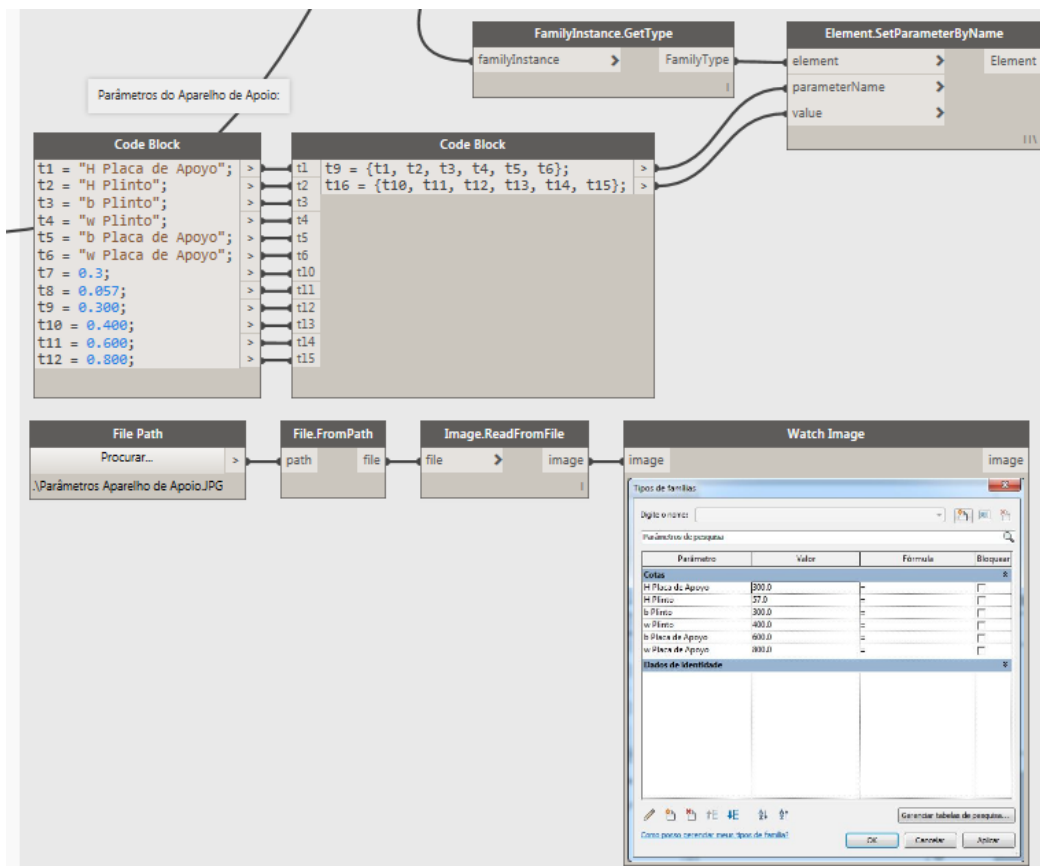 FamilyInstance.GetType
familyInstance > FamilyType
Element.SetParameterByName
element > Element
parameterName >
value >
Parâmetros do Aparelho de Apoio:
Code Block
t1 = "H Placa de Apoyo"; >
t2 = "H Plinto"; >
t3 = "b Plinto"; >
t4 = "w Plinto"; >
t5 = "b Placa de Apoyo"; >
t6 = "w Placa de Apoyo"; >
t7 = 0.3; >
t8 = 0.057; >
t9 = 0.300; >
t10 = 0.400; >
t11 = 0.600; >
t12 = 0.800; >
Code Block
t1 t9 = {t1, t2, t3, t4, t5, t6}; >
t2 t16 = {t10, t11, t12, t13, t14, t15}; >
t3
t4
t5
t6
t10
t11
t12
t13
t14
t15
File Path
Procurar... >
.\Parâmetros Aparelho de Apoio.JPG
File.FromPath
path file
Image.ReadFromFile
file > image
Watch Image
image image
Tipos de famílias
Digite o nome:
Parâmetros de pesquisa
Parâmetro Valor Fórmula Bloquear
Cotas
H Placa de Apoyo 300.0 =
H Plinto 57.0 =
b Plinto 300.0 =
w Plinto 400.0 =
b Placa de Apoyo 600.0 =
w Placa de Apoyo 800.0 =
Dados de identidade
Gerenciar tabelas de pesquisa...
Como posso gerenciar meus tipos de família?
OK Cancelar Aplicar